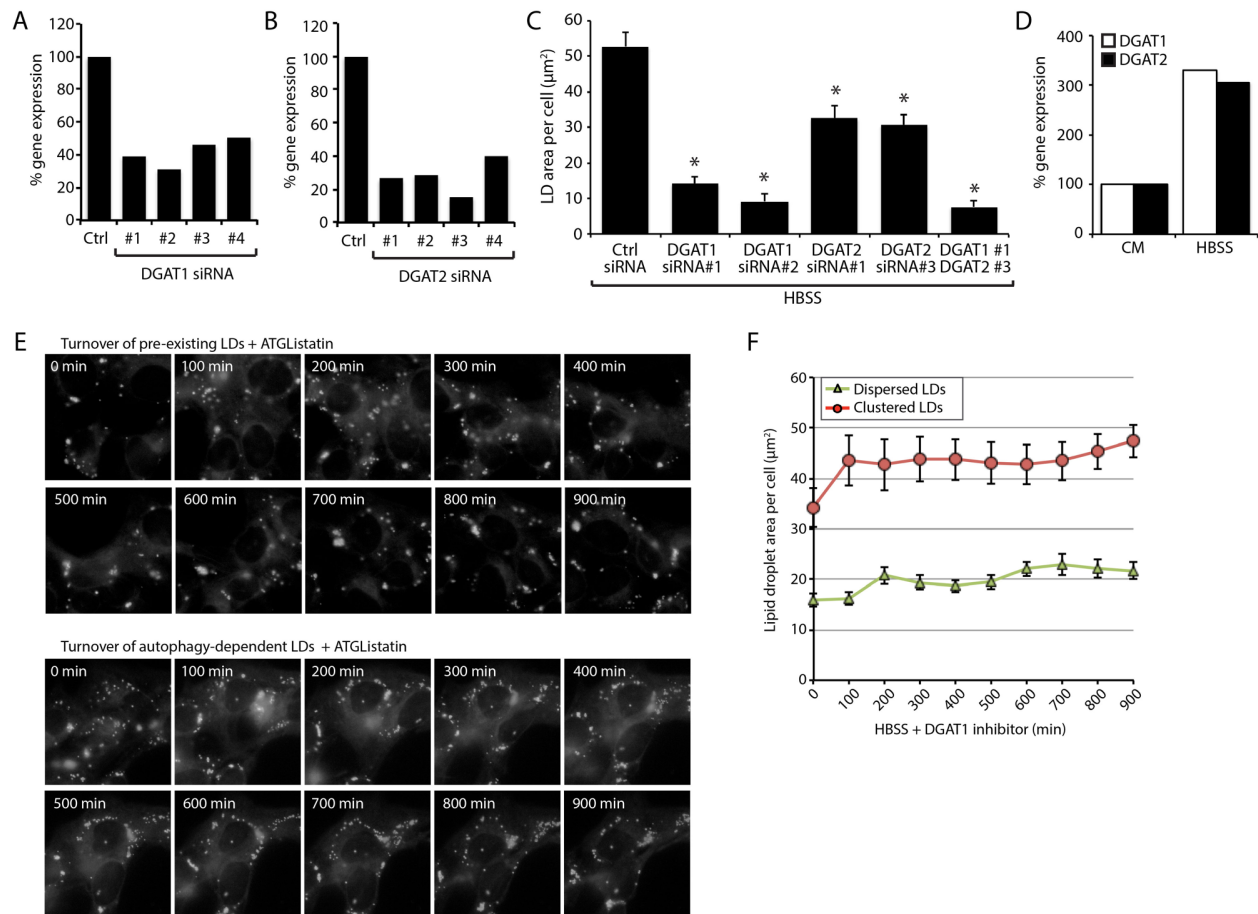 A
% gene expression
120
100
80
60
40
20
0
Ctrl
#1
#2
#3
#4
DGAT1 siRNA
B
% gene expression
120
100
80
60
40
20
0
Ctrl
#1
#2
#3
#4
DGAT2 siRNA
C
LD area per cell (µm²)
60
50
40
30
20
10
0
*
*
*
*
*
Ctrl
siRNA
DGAT1
siRNA#1
DGAT1
siRNA#2
DGAT2
siRNA#1
DGAT2
siRNA#3
DGAT1 #1
DGAT2 #3
HBSS
D
% gene expression
400
300
200
100
0
DGAT1
DGAT2
CM
HBSS
E
Turnover of pre-existing LDs + ATGListatin
0 min
100 min
200 min
300 min
400 min
500 min
600 min
700 min
800 min
900 min
Turnover of autophagy-dependent LDs + ATGListatin
0 min
100 min
200 min
300 min
400 min
500 min
600 min
700 min
800 min
900 min
F
Lipid droplet area per cell (µm²)
60
50
40
30
20
10
0
Dispersed LDs
Clustered LDs
0
100
200
300
400
500
600
700
800
900
HBSS + DGAT1 inhibitor (min)